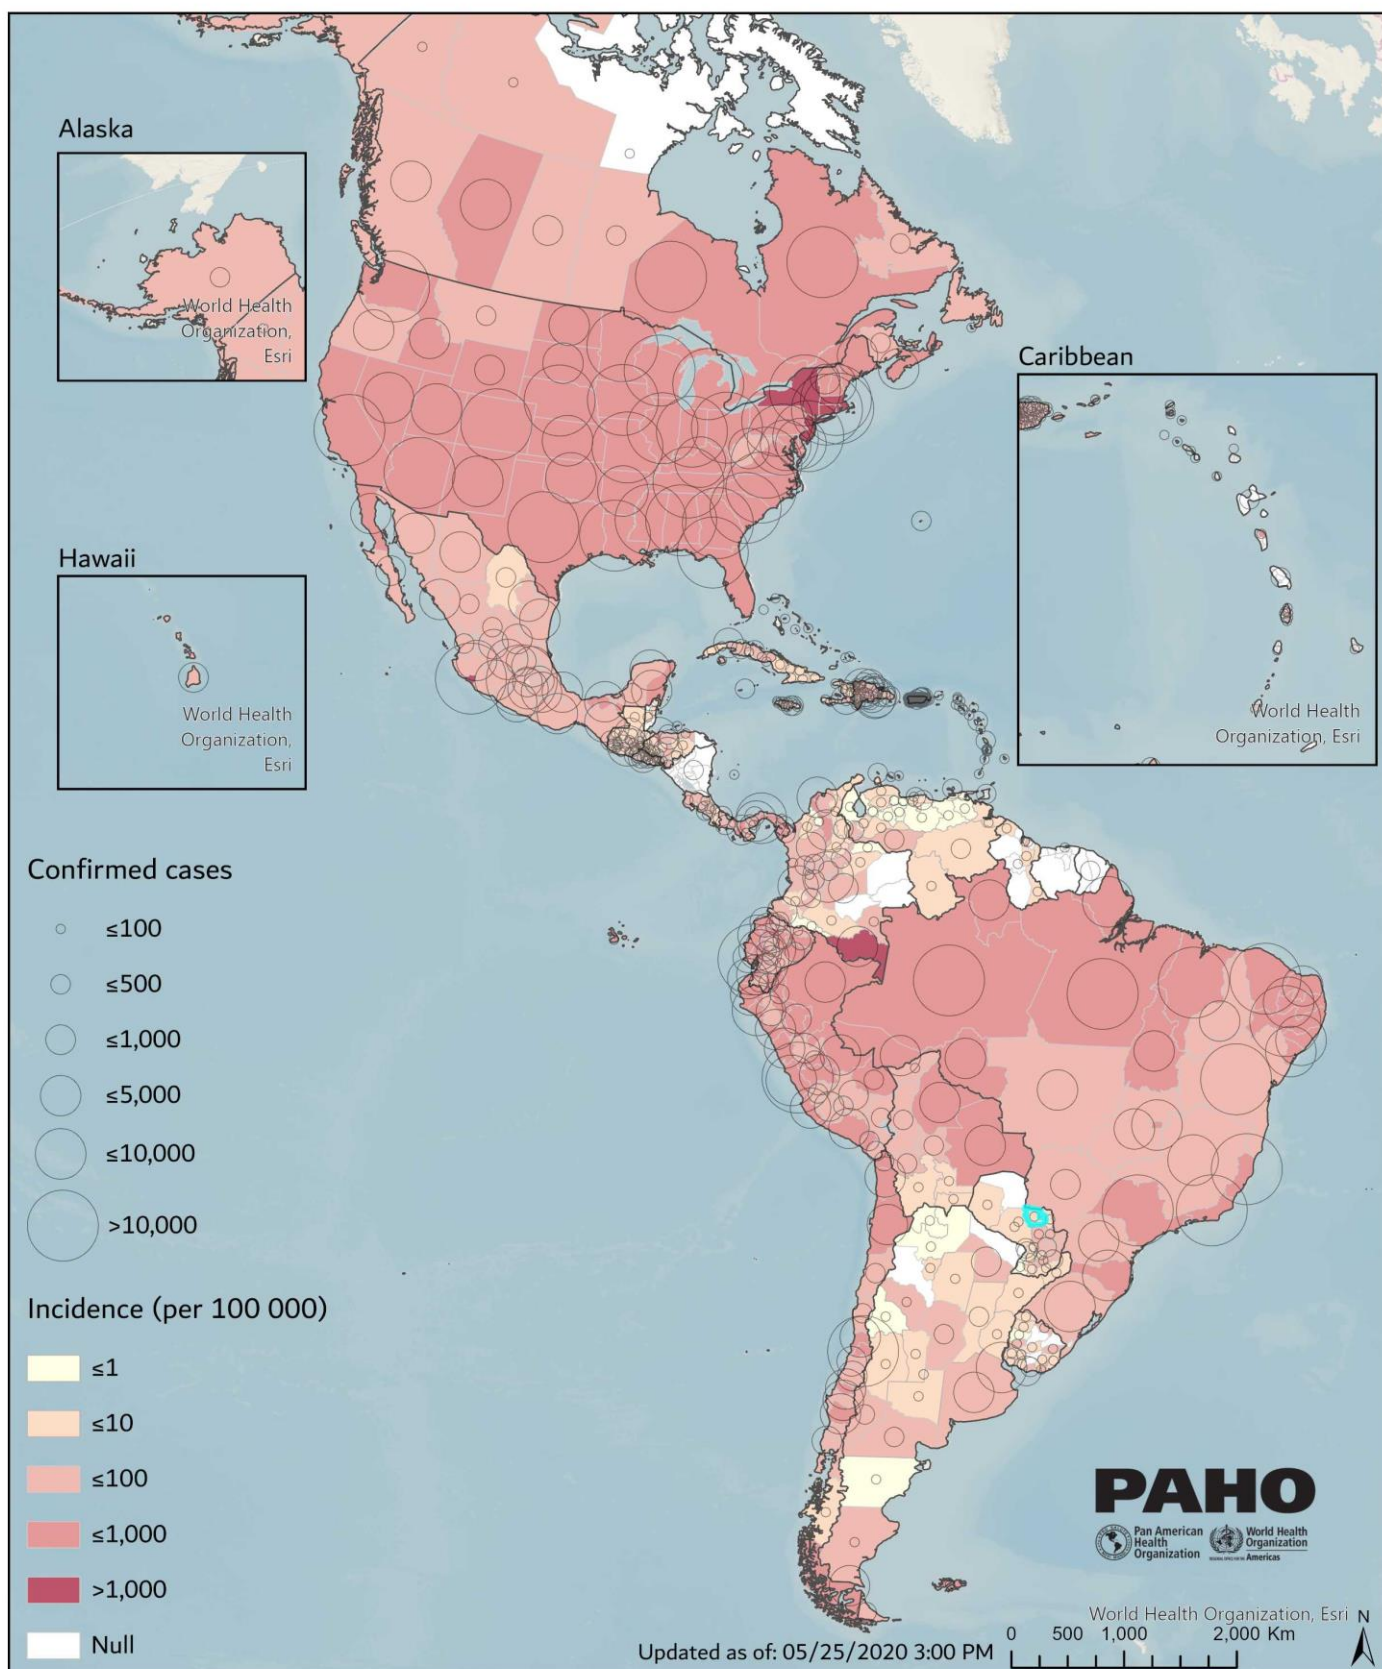 Alaska
World Health
Organization,
Esri
Caribbean
World Health
Organization, Esri
Hawaii
World Health
Organization,
Esri
Confirmed cases
≤100
≤500
≤1,000
≤5,000
≤10,000
>10,000
Incidence (per 100 000)
≤1
≤10
≤100
≤1,000
>1,000
Null
PAHO
Pan American
Health
Organization
World Health
Organization
Americas
World Health Organization, Esri
N
0 500 1,000 2,000 Km
Updated as of: 05/25/2020 3:00 PM